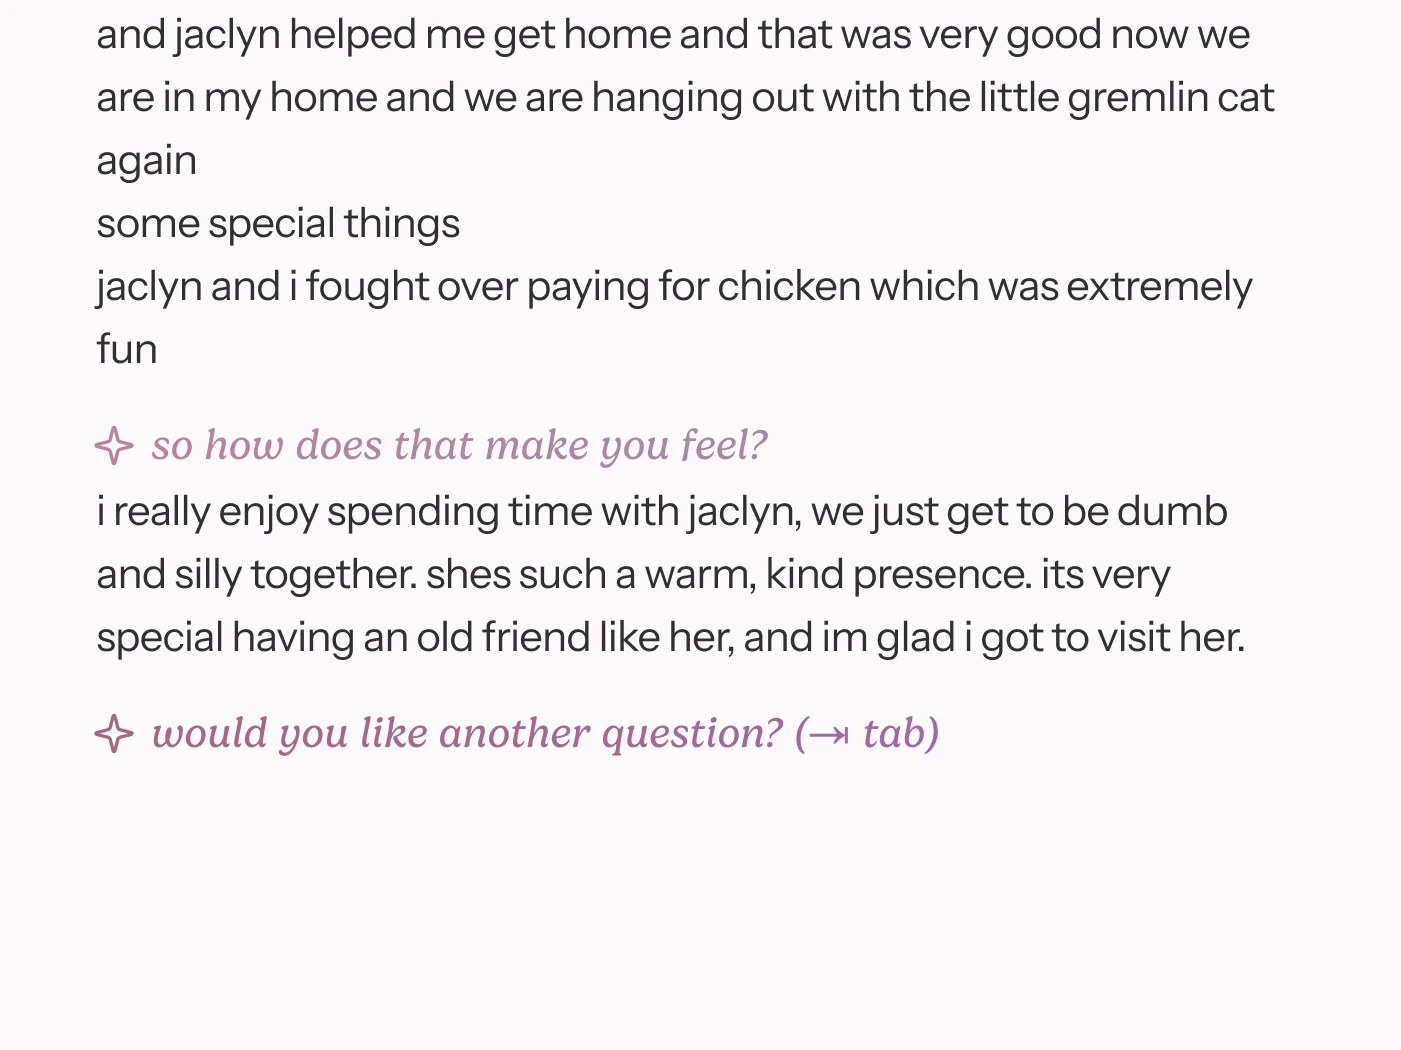 and jaclyn helped me get home and that was very good now we
are in my home and we are hanging out with the little gremlin cat
again
some special things
jaclyn and i fought over paying for chicken which was extremely
fun
so how does that make you feel?
i really enjoy spending time with jaclyn, we just get to be dumb
and silly together. shes such a warm, kind presence. its very
special having an old friend like her, and im glad i got to visit her.
would you like another question? (⇥ tab)